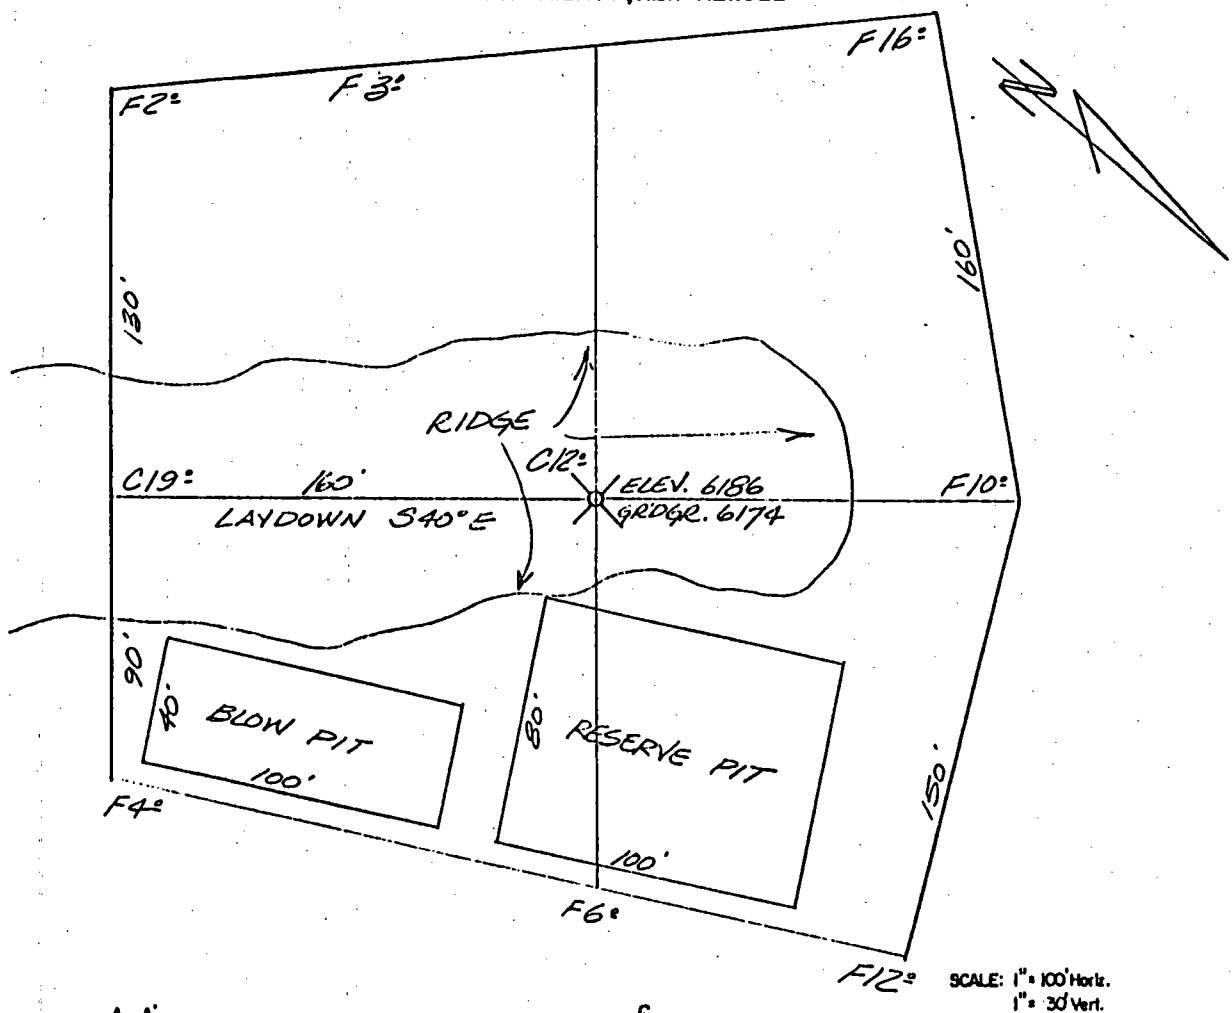 F16°
F2°
F3°
N
160'
130'
RIDGE
C12°
C19°
160'
ELEV. 6186
F10°
LAYDOWN S40°E
GRDGR. 6174
90'
40'
BLOW PIT
80'
RESERVE PIT
100'
150'
F4°
100'
F6°
F12°
SCALE: 1" = 100' Horiz.
1" = 30' Vert.